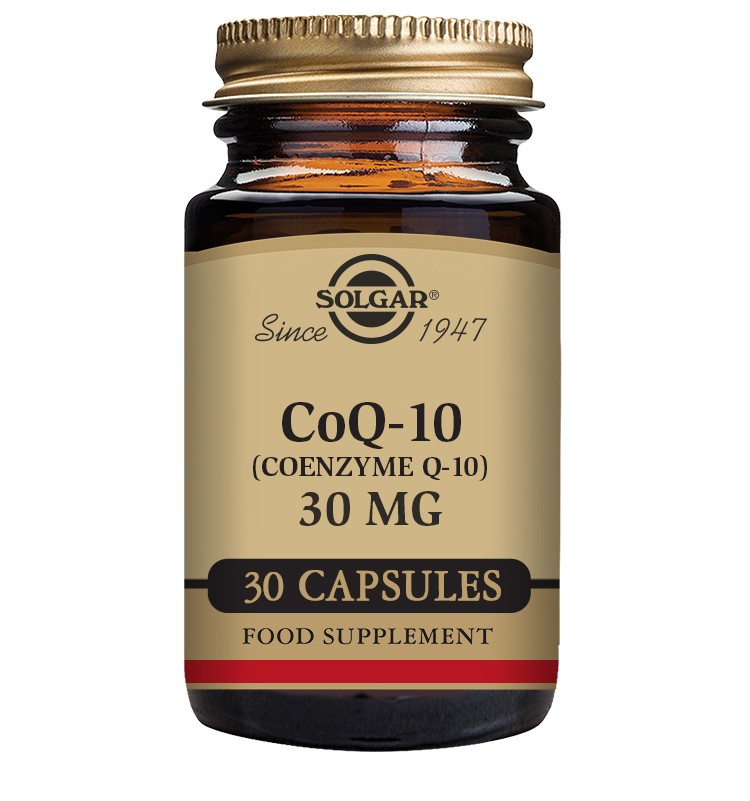 SOLGAR®
Since 1947
CoQ-10
(COENZYME Q-10)
30 MG
30 CAPSULES
FOOD SUPPLEMENT